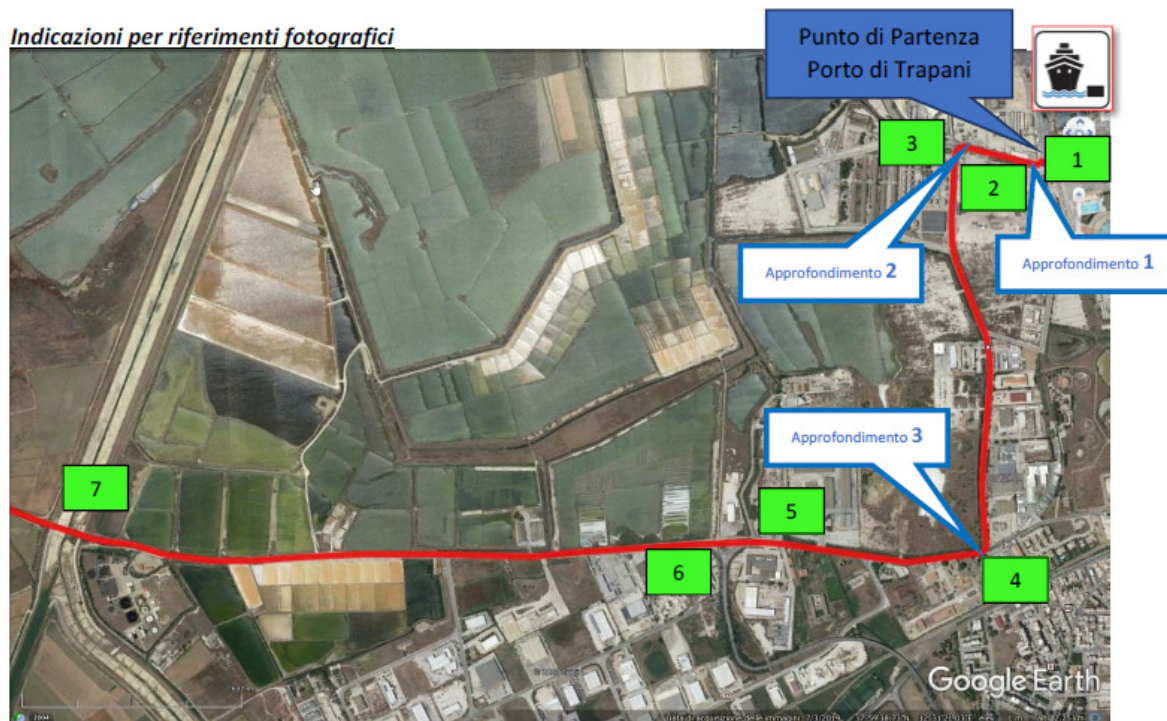 Indicazioni per riferimenti fotografici
Punto di Partenza
Porto di Trapani
3
1
2
Approfondimento 2
Approfondimento 1
Approfondimento 3
7
5
6
4
Google Earth
2004